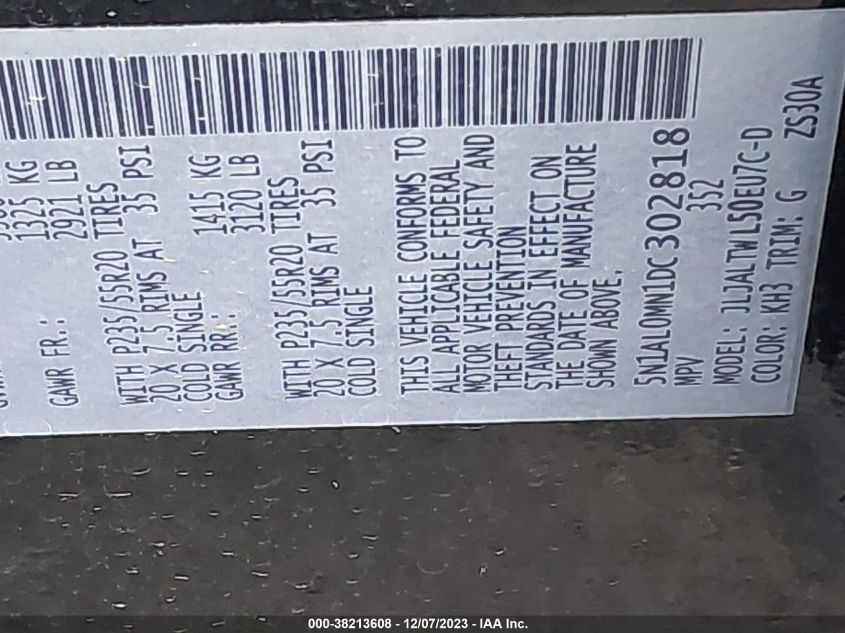 1325 KG
GAWR FR.: 2921 LB
WITH P235/55R20 TIRES
20 X 7.5 RIMS AT 35 PSI
COLD SINGLE
1415 KG
GAWR RR.: 3120 LB
WITH P235/55R20 TIRES
20 X 7.5 RIMS AT 35 PSI
COLD SINGLE
THIS VEHICLE CONFORMS TO
ALL APPLICABLE FEDERAL
MOTOR VEHICLE SAFETY AND
THEFT PREVENTION
STANDARDS IN EFFECT ON
THE DATE OF MANUFACTURE
SHOWN ABOVE.
5N1AL0MN1DC302818
MPV 352
MODEL: JLJALTWL50EU7C-D
COLOR: KH3 TRIM: G ZS30A
000-38213608 - 12/07/2023 - IAA Inc.